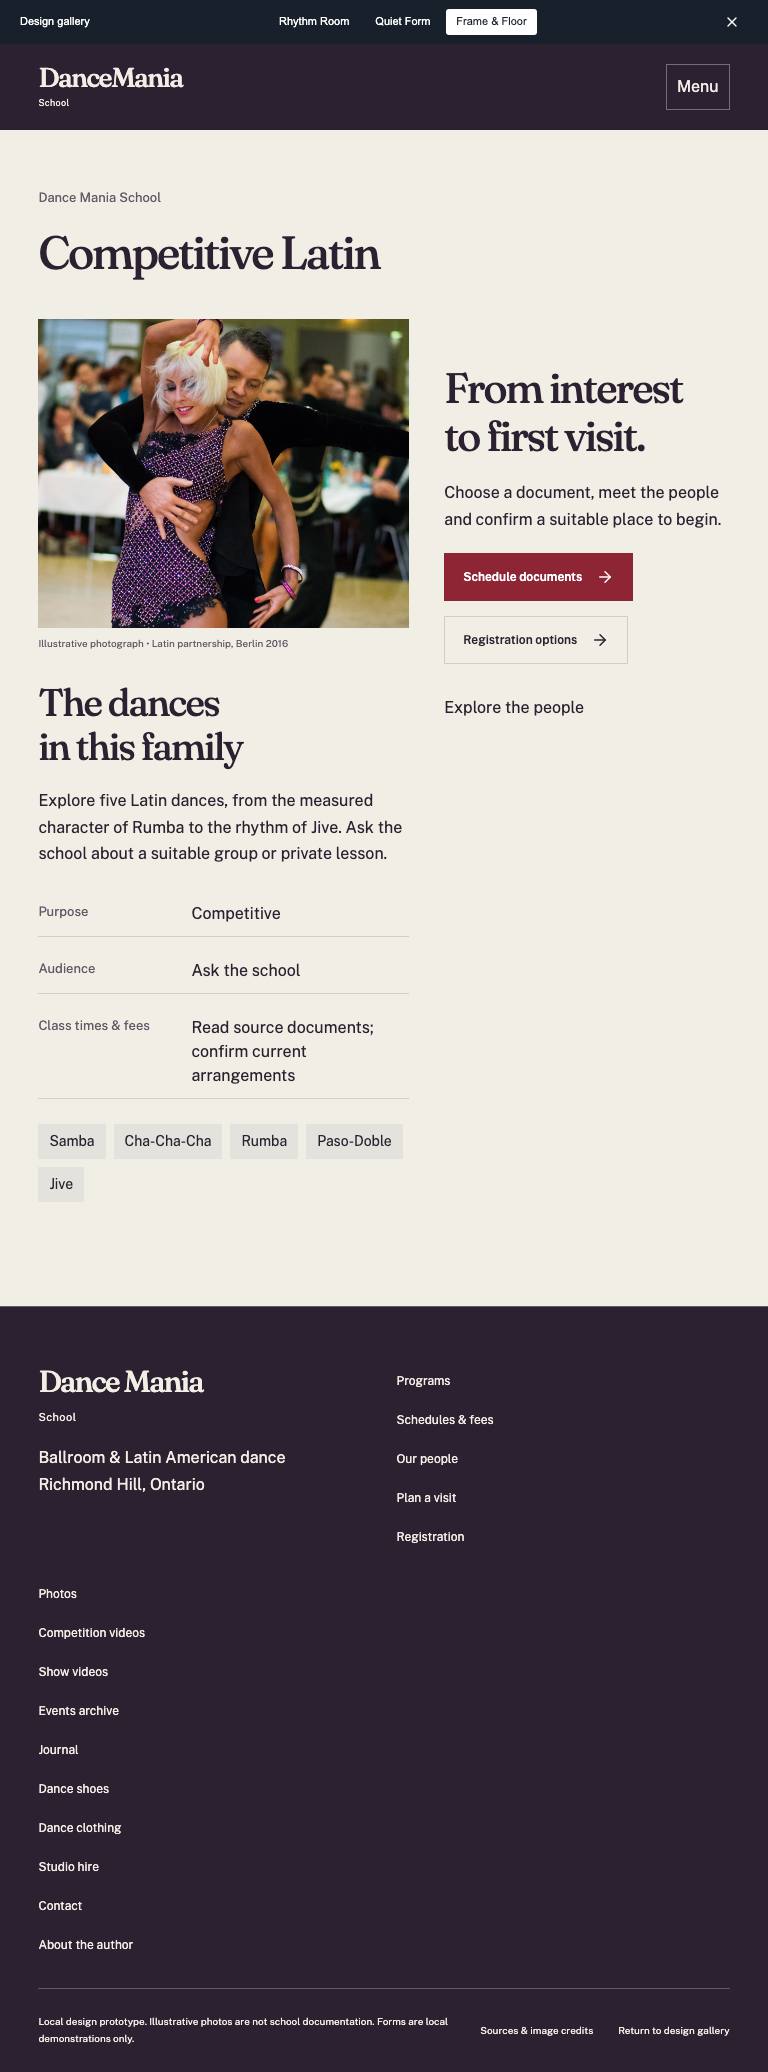 Design gallery
Rhythm Room
Quiet Form
Frame & Floor
DanceMania
School
Menu
Dance Mania School
Competitive Latin
Illustrative photograph • Latin partnership, Berlin 2016
The dances
in this family
Explore five Latin dances, from the measured
character of Rumba to the rhythm of Jive. Ask the
school about a suitable group or private lesson.
Purpose Competitive
Audience Ask the school
Class times & fees Read source documents;
confirm current
arrangements
Samba Cha-Cha-Cha Rumba Paso-Doble
Jive
From interest
to first visit.
Choose a document, meet the people
and confirm a suitable place to begin.
Schedule documents
Registration options
Explore the people
Dance Mania
School
Ballroom & Latin American dance
Richmond Hill, Ontario
Programs
Schedules & fees
Our people
Plan a visit
Registration
Photos
Competition videos
Show videos
Events archive
Journal
Dance shoes
Dance clothing
Studio hire
Contact
About the author
Local design prototype. Illustrative photos are not school documentation. Forms are local
demonstrations only.
Sources & image credits
Return to design gallery